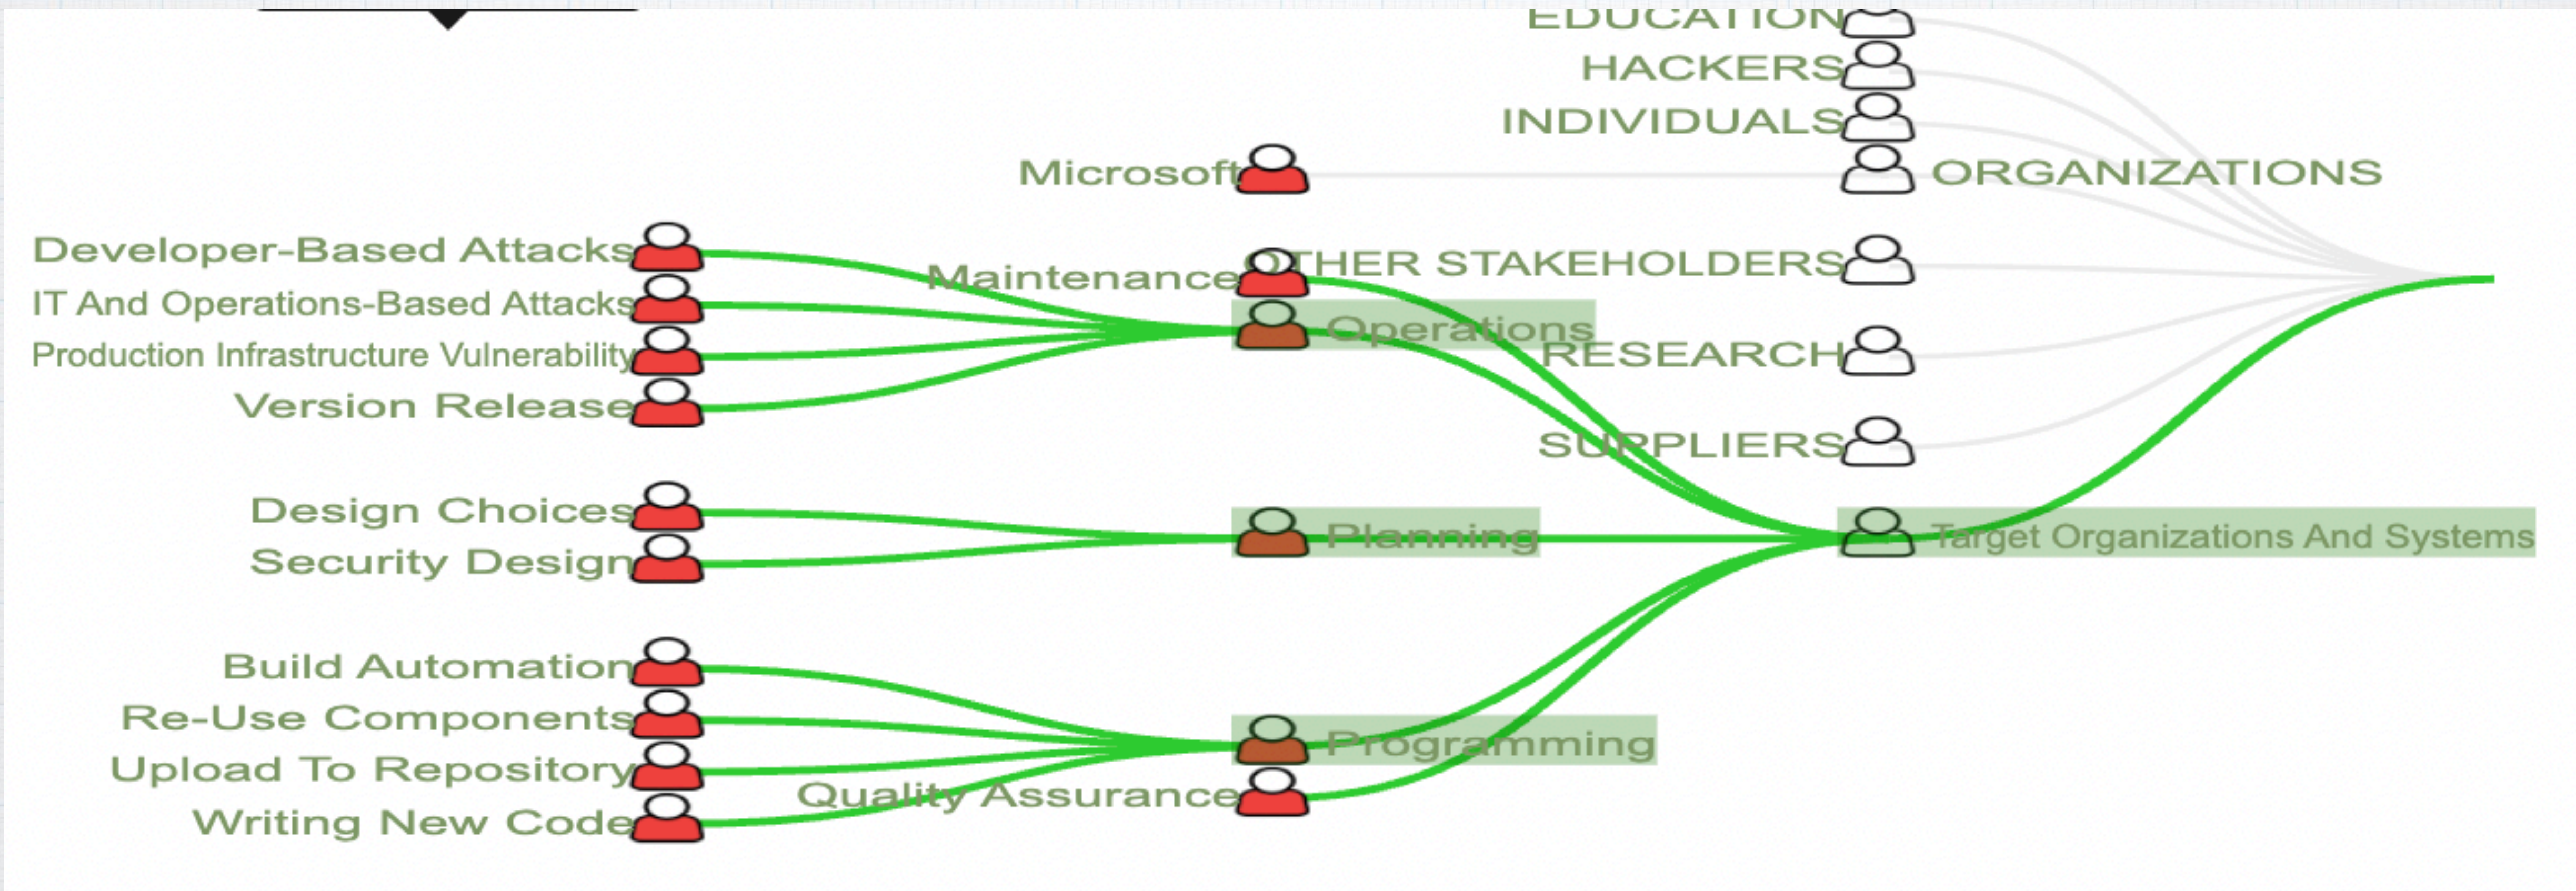 EDUCATION
HACKERS
INDIVIDUALS
Microsoft
ORGANIZATIONS
Developer-Based Attacks
Maintenance
OTHER STAKEHOLDERS
IT And Operations-Based Attacks
Operations
Production Infrastructure Vulnerability
RESEARCH
Version Release
SUPPLIERS
Design Choices
Planning
Target Organizations And Systems
Security Design
Build Automation
Re-Use Components
Programming
Upload To Repository
Quality Assurance
Writing New Code